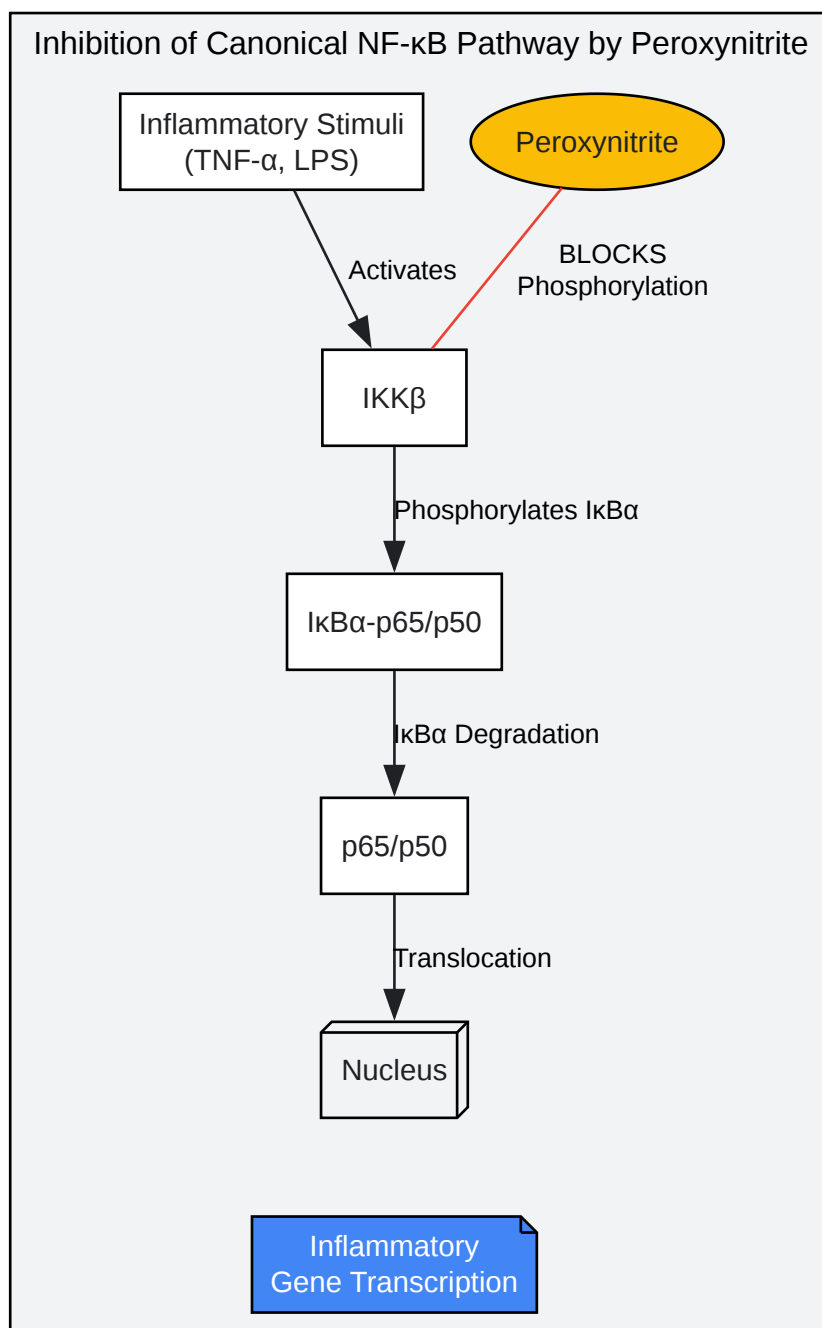 Inhibition of Canonical NF-κB Pathway by Peroxynitrite
Inflammatory Stimuli
(TNF-α, LPS)
Peroxynitrite
Activates
BLOCKS
Phosphorylation
IKKβ
Phosphorylates IκBα
IκBα-p65/p50
IκBα Degradation
p65/p50
Translocation
Nucleus
Inflammatory
Gene Transcription